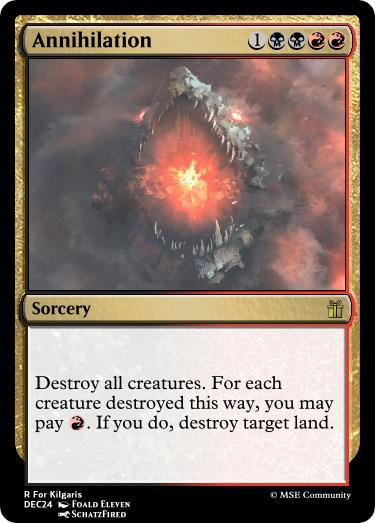 Annihilation 1
Sorcery
Destroy all creatures. For each
creature destroyed this way, you may
pay . If you do, destroy target land.
R For Kilgaris
DEC24 Foald Eleven
SchatzFired
© MSE Community